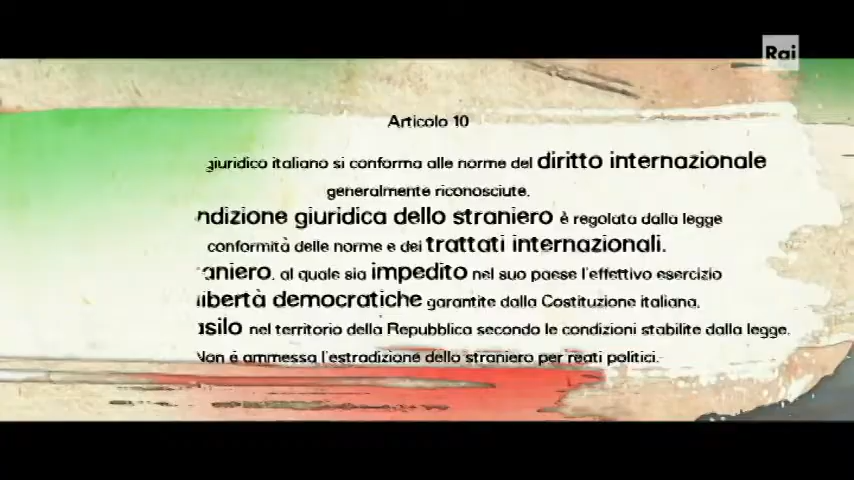 Rai
Articolo 10
giuridico italiano si conforma alle norme del diritto internazionale
generalmente riconosciute.
ndizione giuridica dello straniero è regolata dalla legge
conformità delle norme e dei trattati internazionali.
aniero, al quale sia impedito nel suo paese l'effettivo esercizio
libertà democratiche garantite dalla Costituzione italiana,
asilo nel territorio della Repubblica secondo le condizioni stabilite dalla legge.
Non è ammessa l'estradizione dello straniero per reati politici.